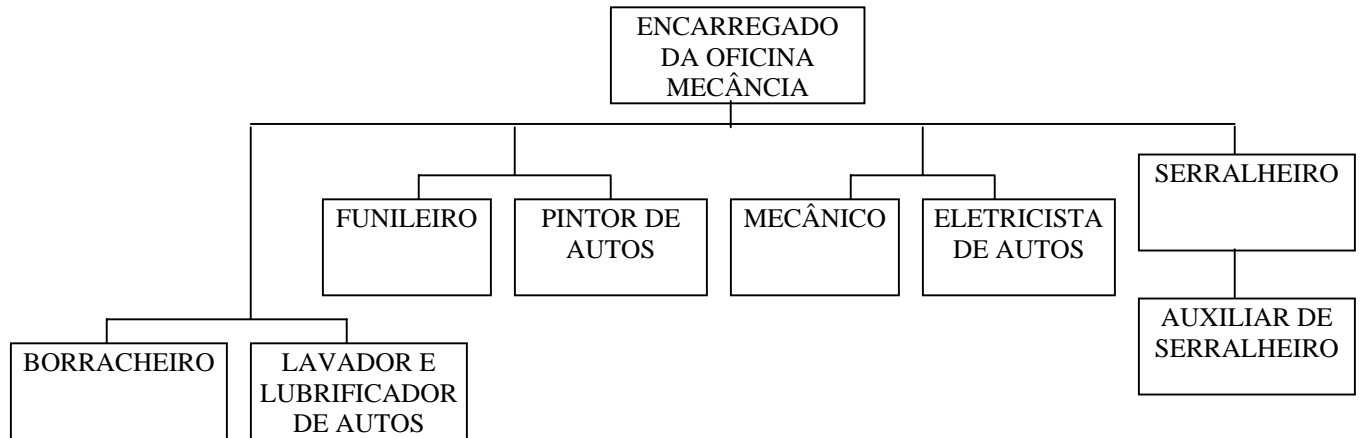 ENCARREGADO
DA OFICINA
MECÂNCIA
SERRALHEIRO
FUNILEIRO
PINTOR DE
AUTOS
MECÂNICO
ELETRICISTA
DE AUTOS
AUXILIAR DE
SERRALHEIRO
BORRACHEIRO
LAVADOR E
LUBRIFICADOR
DE AUTOS